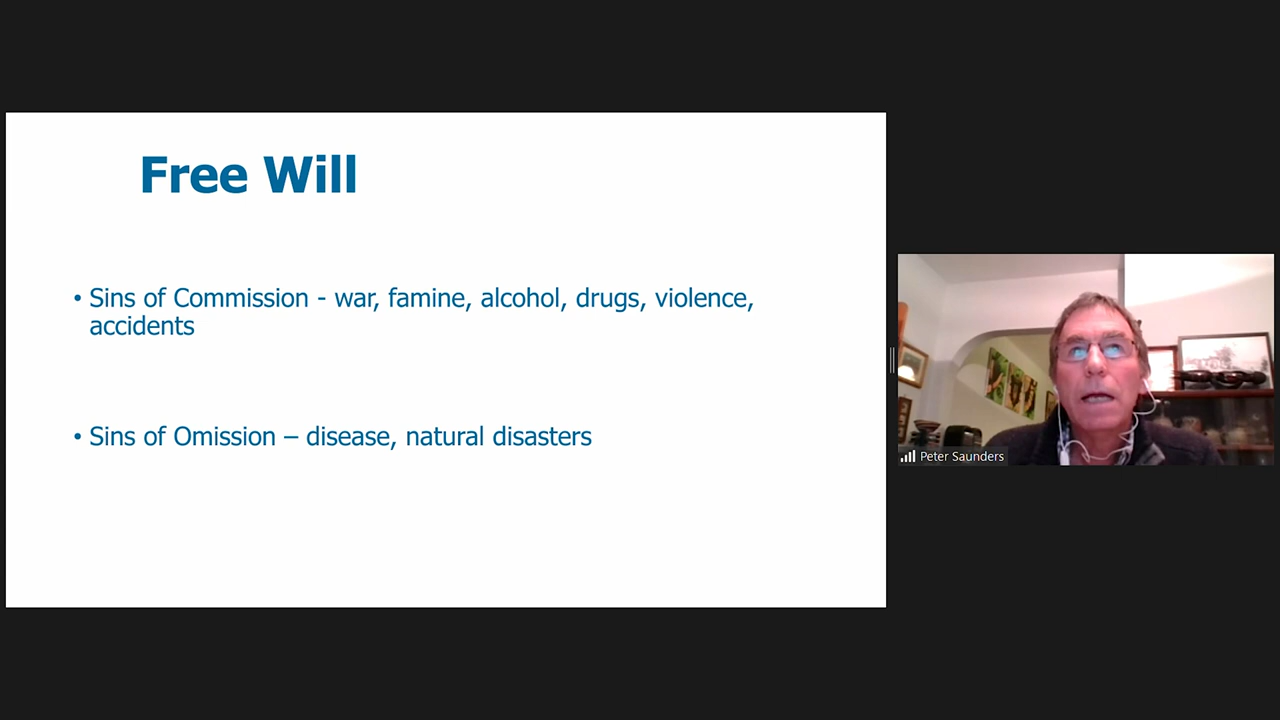 Free Will
• Sins of Commission - war, famine, alcohol, drugs, violence,
accidents
• Sins of Omission – disease, natural disasters
Peter Saunders